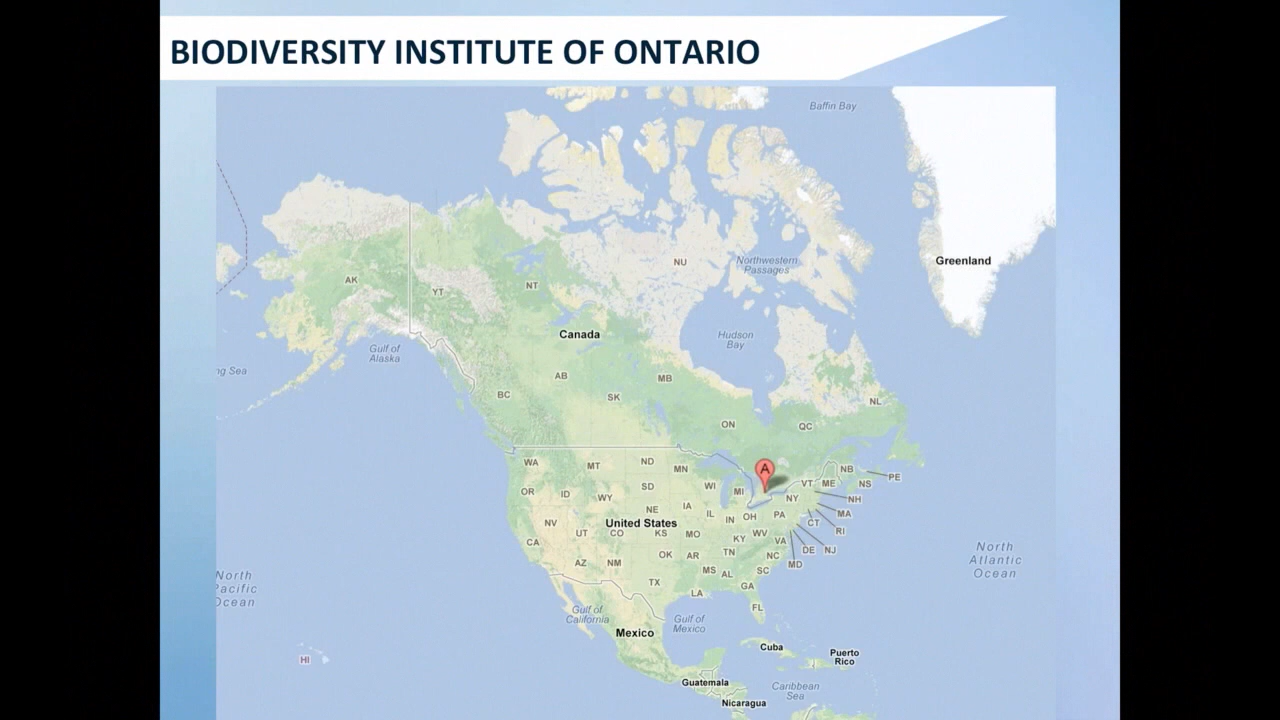 BIODIVERSITY INSTITUTE OF ONTARIO
Baffin Bay
Greenland
Northwestern
Passages
NU
AK
YT
NT
Canada
Hudson
Bay
Gulf of
Alaska
ng Sea
AB
MB
BC
SK
NL
ON
QC
A
WA
MT
ND
MN
NB
PE
OR
ID
WY
SD
WI
MI
VT
ME
NS
NY
NH
NE
IA
IL
IN
OH
PA
MA
NV
United States
CT
RI
UT
CO
KS
MO
KY
WV
VA
CA
DE
NJ
OK
AR
TN
NC
MD
AZ
NM
MS
AL
SC
TX
GA
LA
FL
North
Atlantic
Ocean
North
Pacific
Ocean
Gulf of
California
Gulf of
Mexico
Mexico
HI
Cuba
Puerto
Rico
Guatemala
Caribbean
Sea
Nicaragua